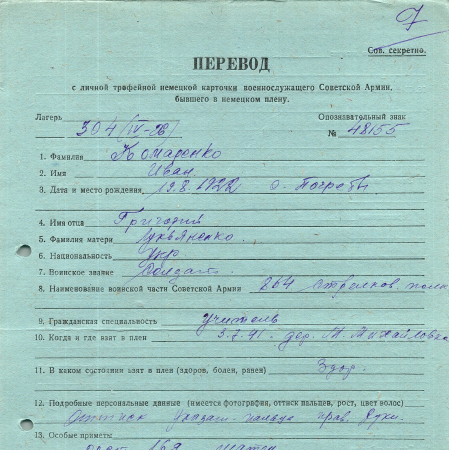 7
Сов. секретно.
ПЕРЕВОД
с личной трофейной немецкой карточки военнослужащего Советской Армии,
бывшего в немецком плену.
Лагерь Опознавательный знак
304/IV-26) № 48155
1. Фамилия Комаренко
2. Имя Иван
3. Дата и место рождения 19.8.1922
4. Имя отца Григорий
5. Фамилия матери Лукьяненко.
6. Национальность Укр
7. Воинское звание Солдат
8. Наименование воинской части Советской Армии 264 стрелков. полк
9. Гражданская специальность учитель
10. Когда и где взят в плен 5.7.41. дер. М. Михайловка
11. В каком состоянии взят в плен (здоров, болен, ранен) Здор.
12. Подробные персональные данные (имеется фотография, оттиск пальцев, рост, цвет волос)
Оттиск указат. пальца прав. руки.
13. Особые приметы
рост 169